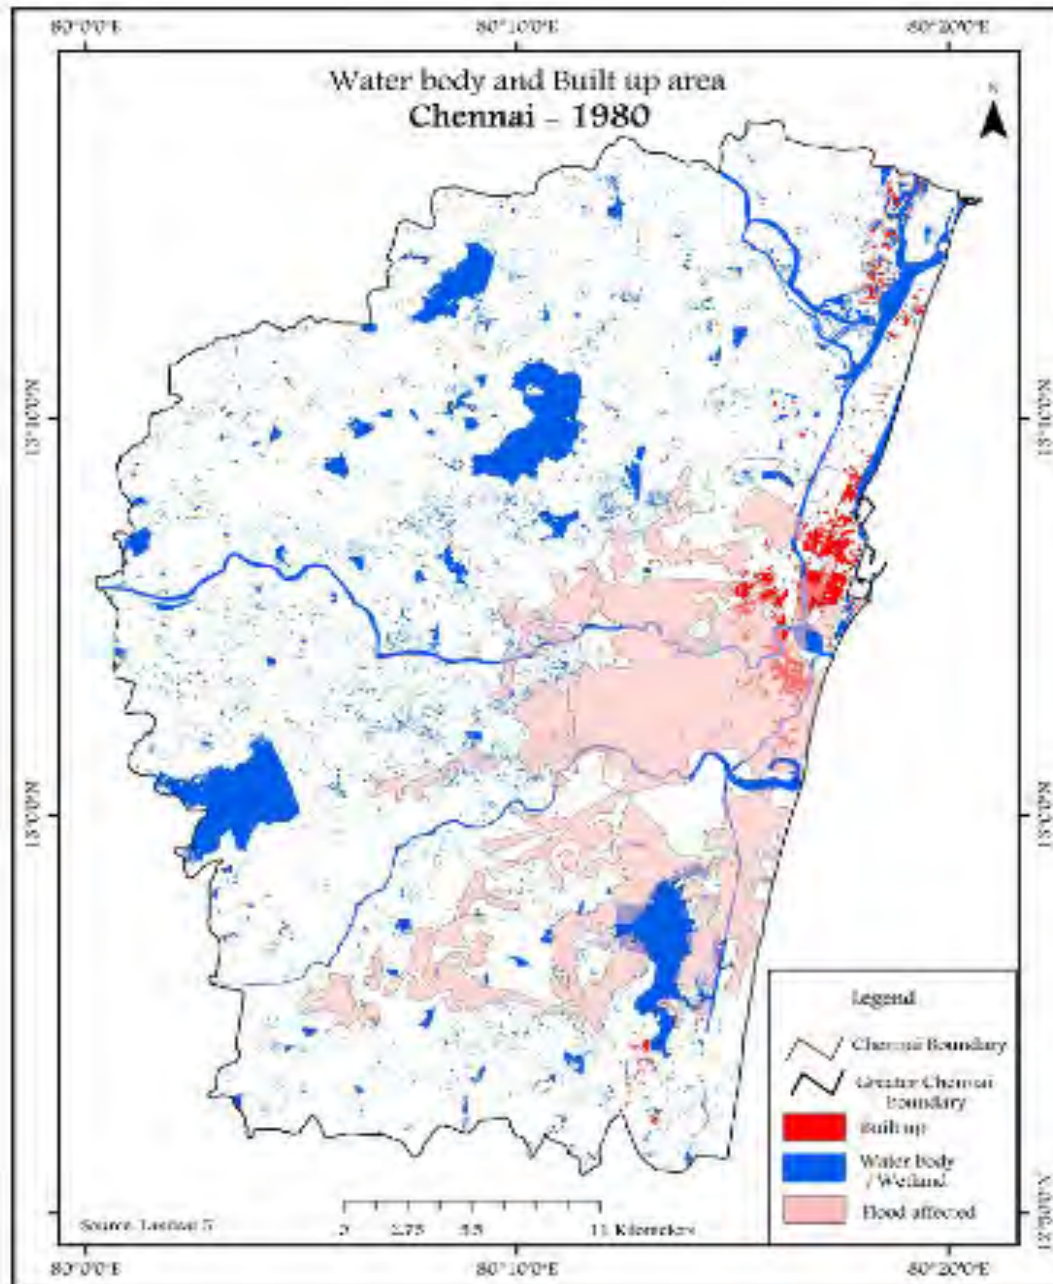 80°0'0"E 80°10'0"E 80°20'0"E
Water body and Built up area
Chennai – 1980
N
13°10'0"N 13°10'0"N
13°0'0"N 13°0'0"N
Legend
Chennai Boundary
Greater Chennai
boundary
Built up
Water body
/ Wetland
Flood affected
12°50'0"N
Source: Landsat 5
0 2.75 5.5 11 Kilometers
80°0'0"E 80°10'0"E 80°20'0"E